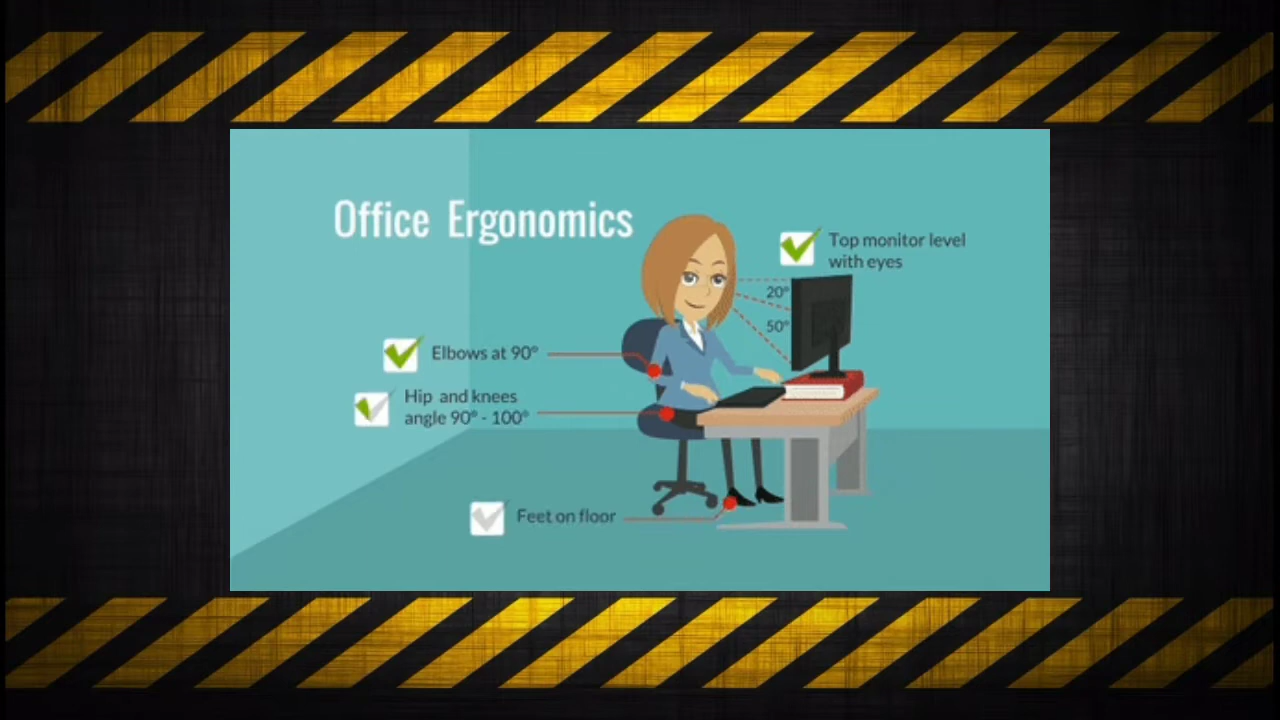 Office Ergonomics
Top monitor level
with eyes
20°
50°
Elbows at 90°
Hip and knees
angle 90° - 100°
Feet on floor